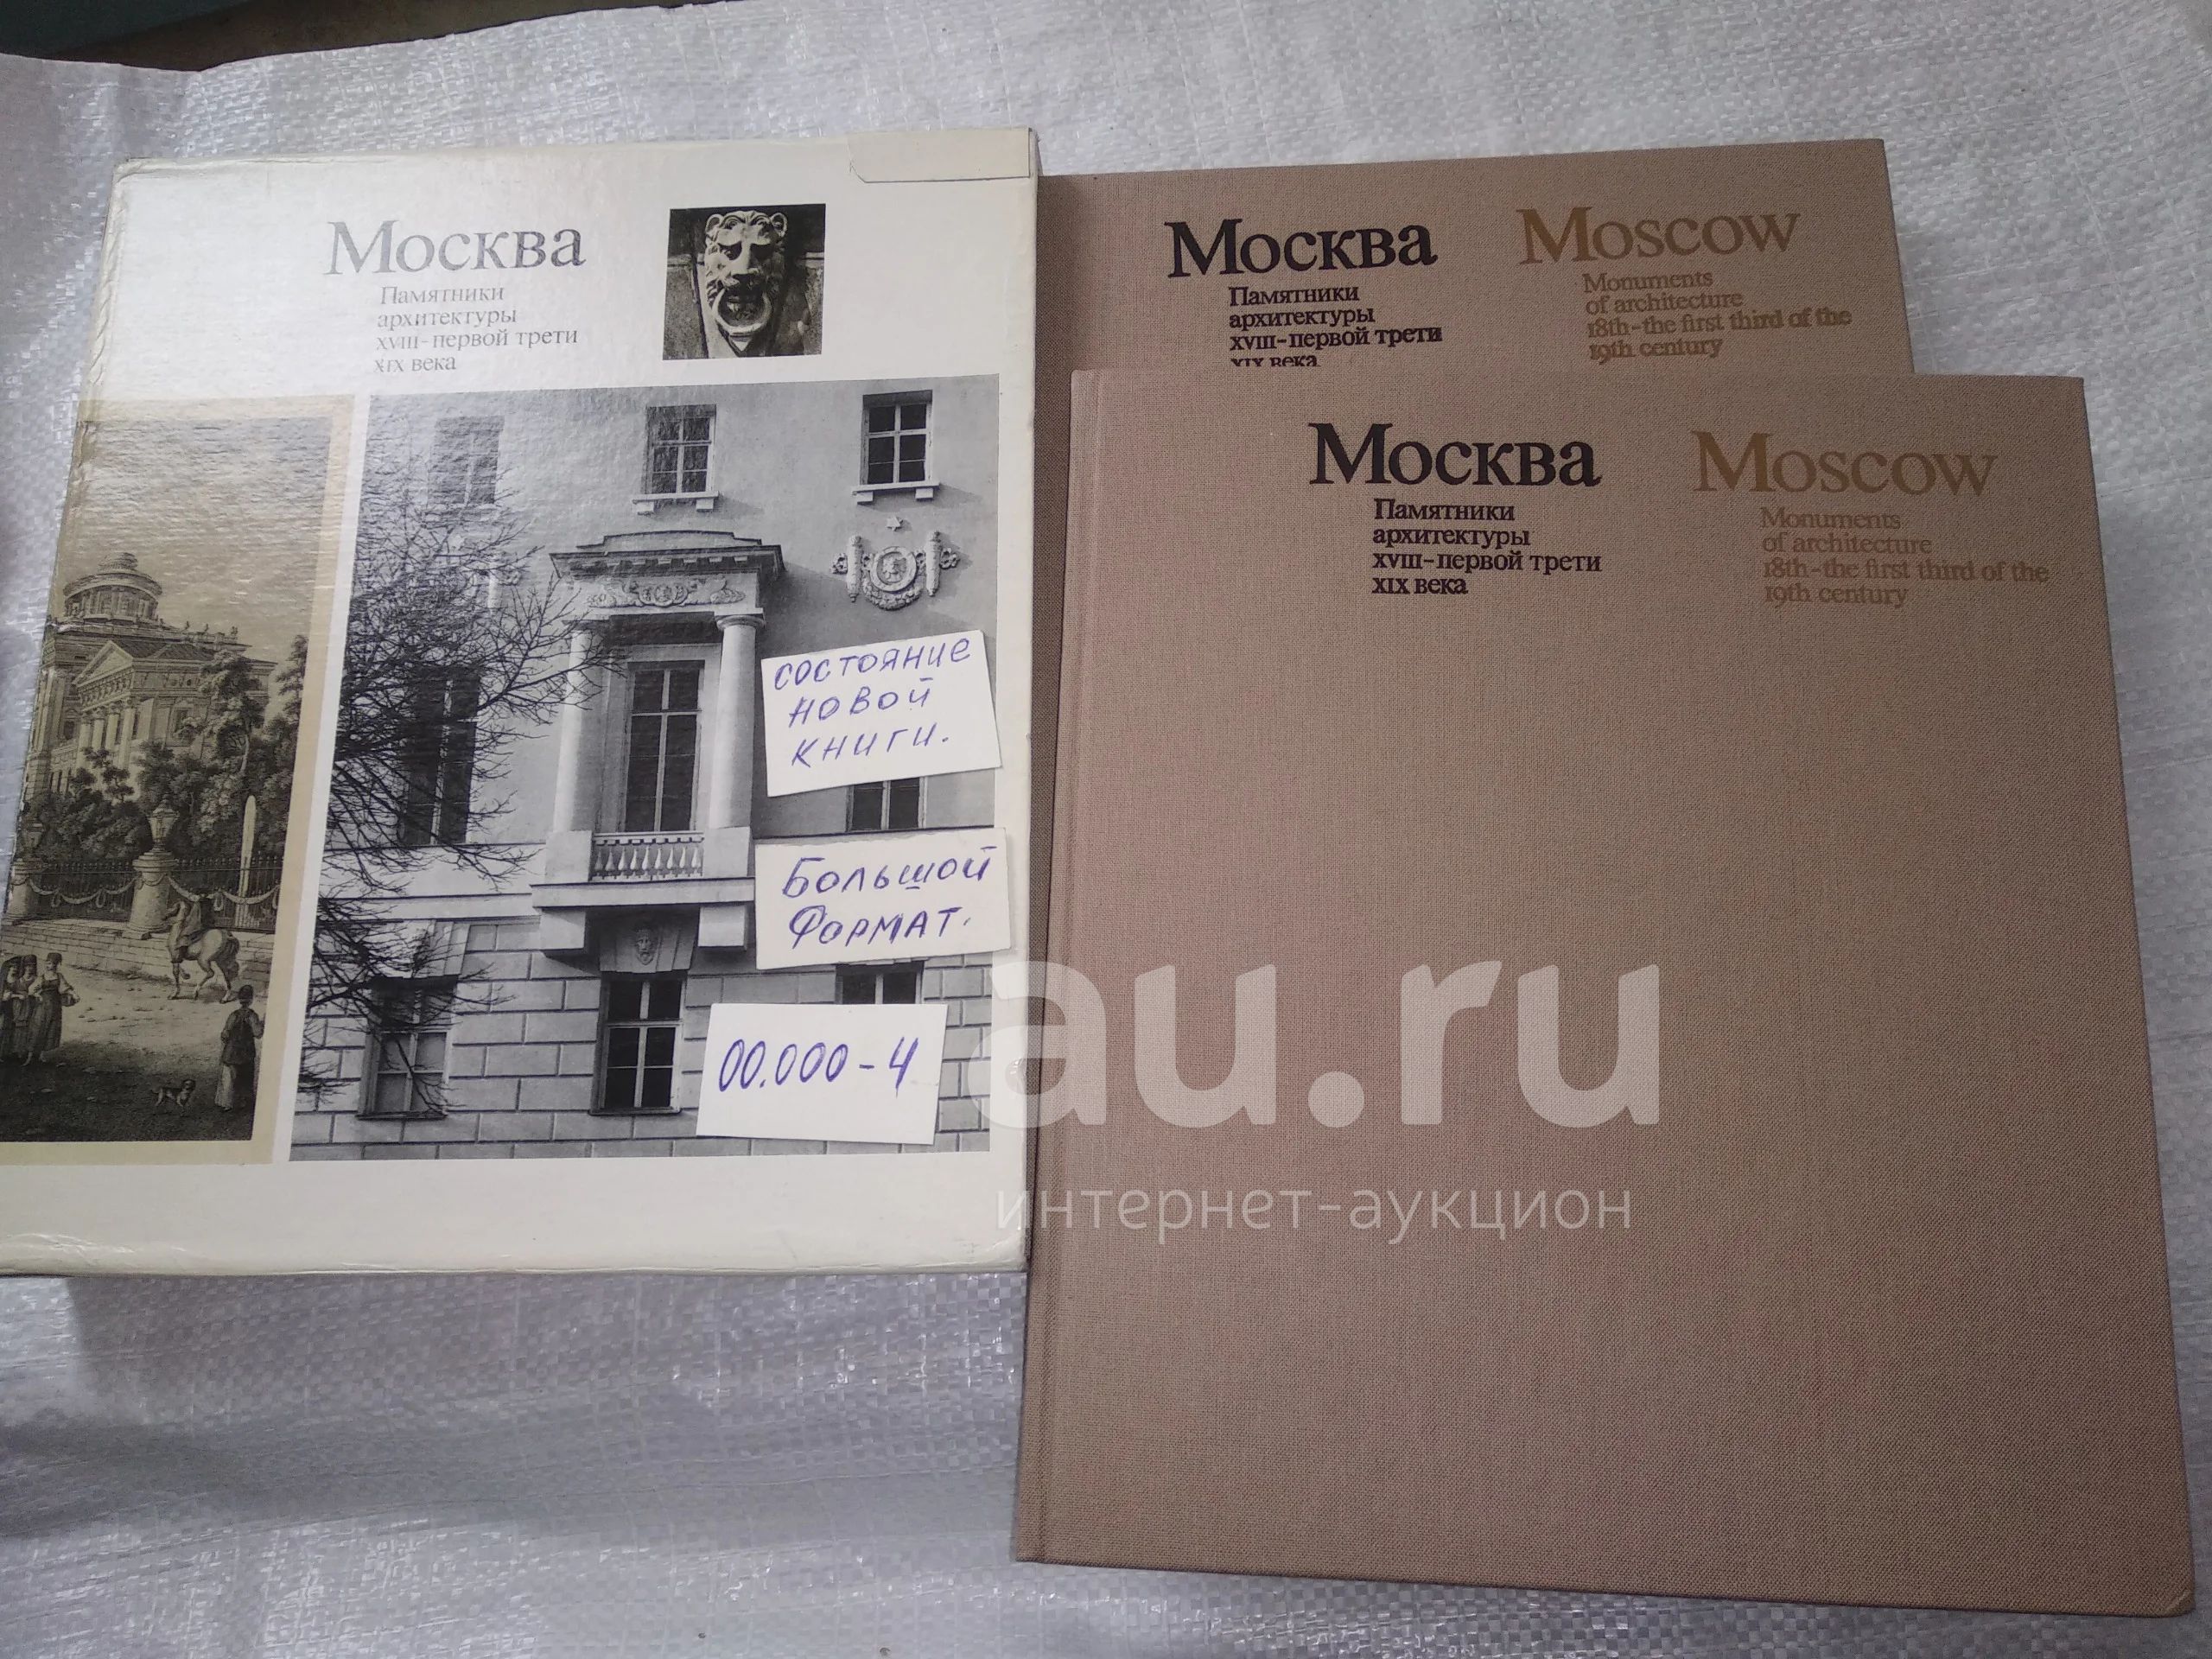 Москва
Памятники
архитектуры
XVIII-первой трети
XIX века
состояние
новой
книги.
Большой
формат.
00.000-4
Москва
Памятники
архитектуры
XVIII-первой трети
XIX века
Moscow
Monuments
of architecture
18th-the first third of the
19th century
Москва
Памятники
архитектуры
XVIII-первой трети
XIX века
Moscow
Monuments
of architecture
18th-the first third of the
19th century
au.ru
интернет-аукцион